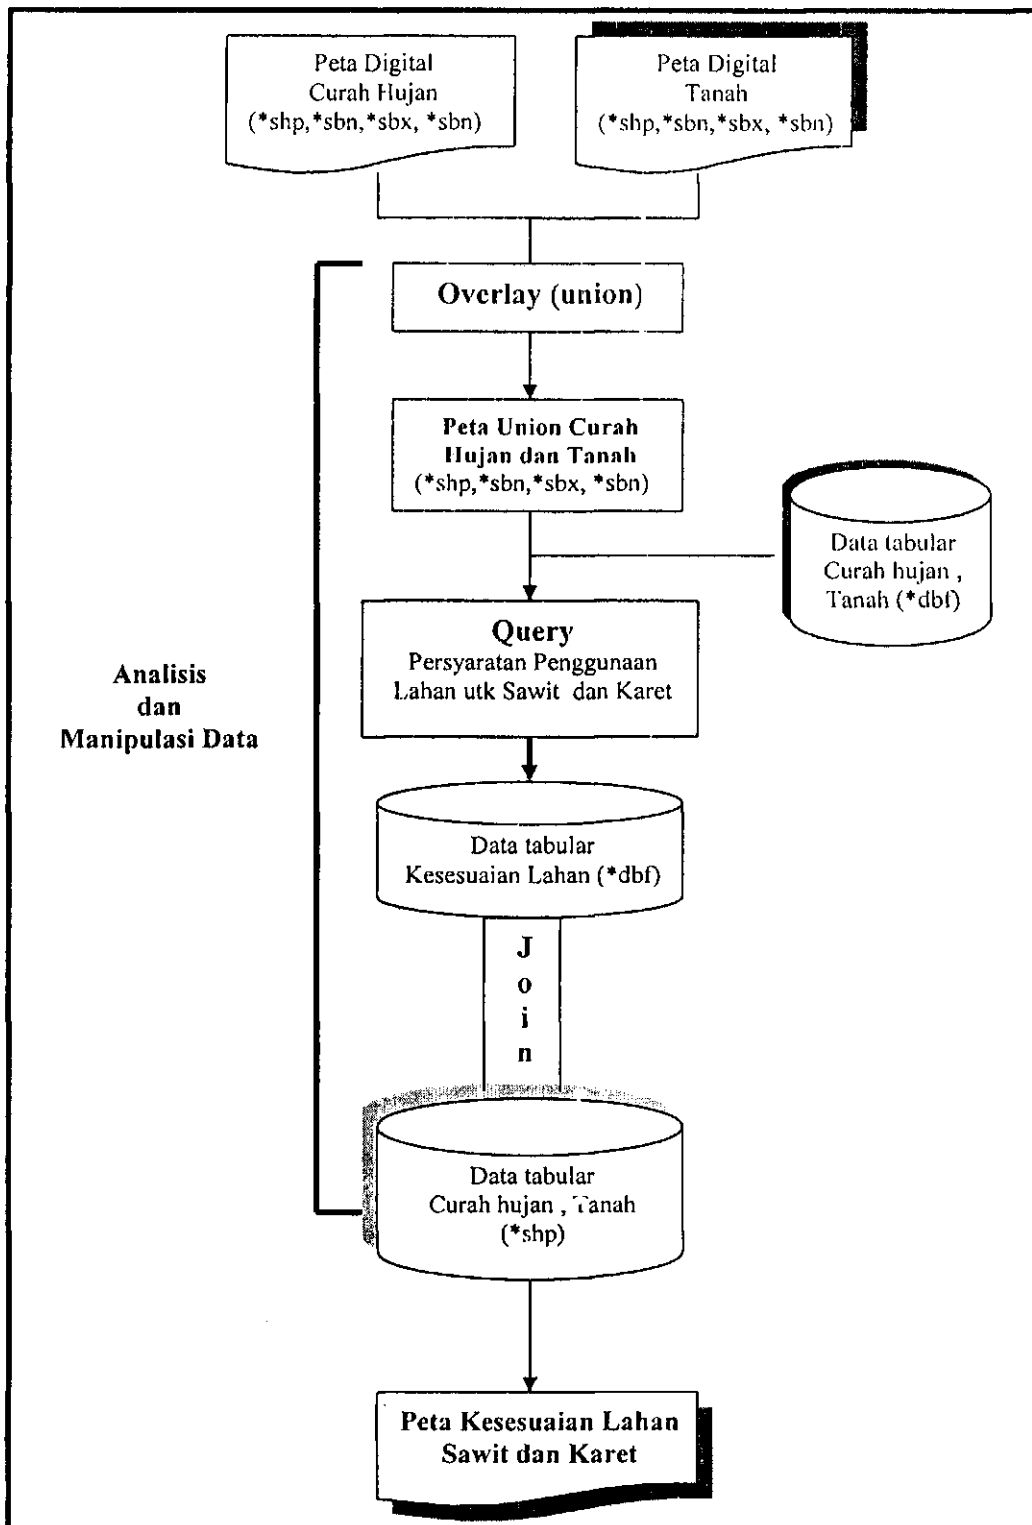 Peta Digital
Curah Hujan
(*shp,*sbn,*sbx, *sbn)
Peta Digital
Tanah
(*shp,*sbn,*sbx, *sbn)
Overlay (union)
Peta Union Curah
Hujan dan Tanah
(*shp,*sbn,*sbx, *sbn)
Data tabular
Curah hujan ,
Tanah (*dbf)
Query
Persyaratan Penggunaan
Lahan utk Sawit dan Karet
Analisis
dan
Manipulasi Data
Data tabular
Kesesuaian Lahan (*dbf)
J
o
i
n
Data tabular
Curah hujan , Tanah
(*shp)
Peta Kesesuaian Lahan
Sawit dan Karet